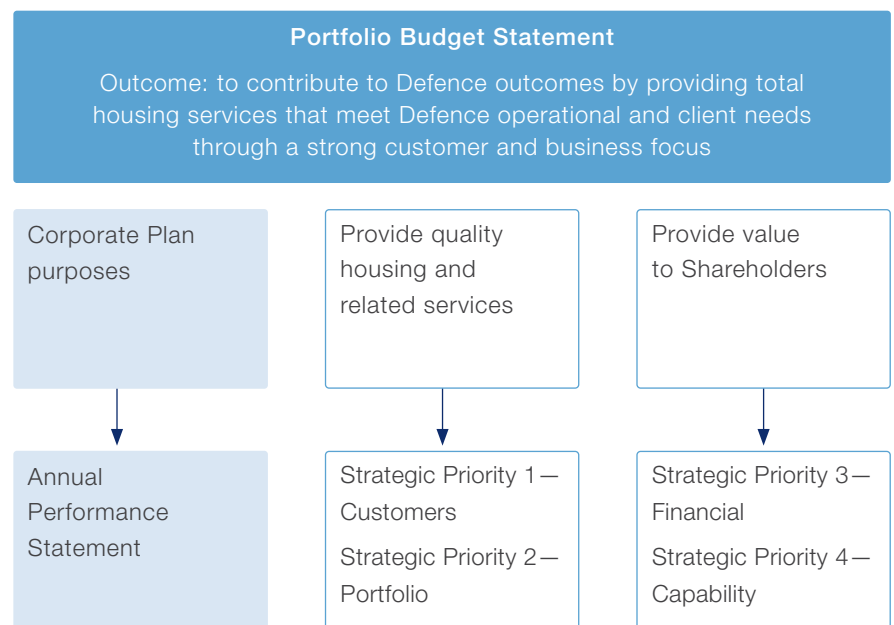 Portfolio Budget Statement
Outcome: to contribute to Defence outcomes by providing total
housing services that meet Defence operational and client needs
through a strong customer and business focus
Corporate Plan
purposes
Provide quality
housing and
related services
Provide value
to Shareholders
Annual
Performance
Statement
Strategic Priority 1—
Customers
Strategic Priority 2—
Portfolio
Strategic Priority 3—
Financial
Strategic Priority 4—
Capability